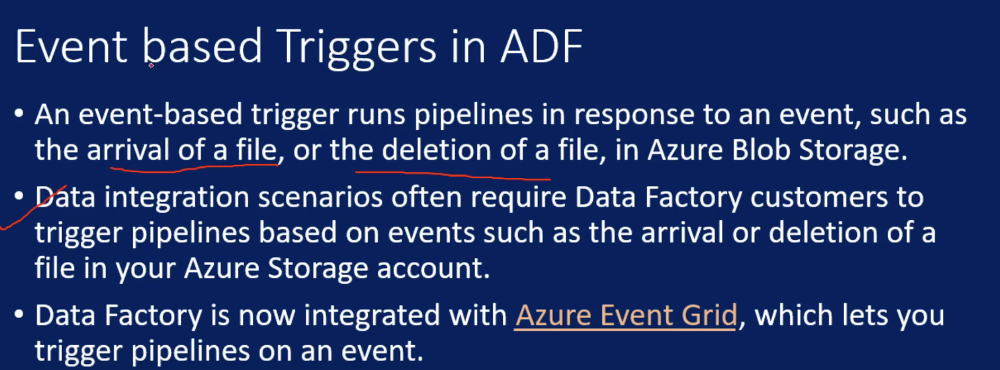 Event based Triggers in ADF
• An event-based trigger runs pipelines in response to an event, such as
the arrival of a file, or the deletion of a file, in Azure Blob Storage.
• Data integration scenarios often require Data Factory customers to
trigger pipelines based on events such as the arrival or deletion of a
file in your Azure Storage account.
• Data Factory is now integrated with Azure Event Grid, which lets you
trigger pipelines on an event.